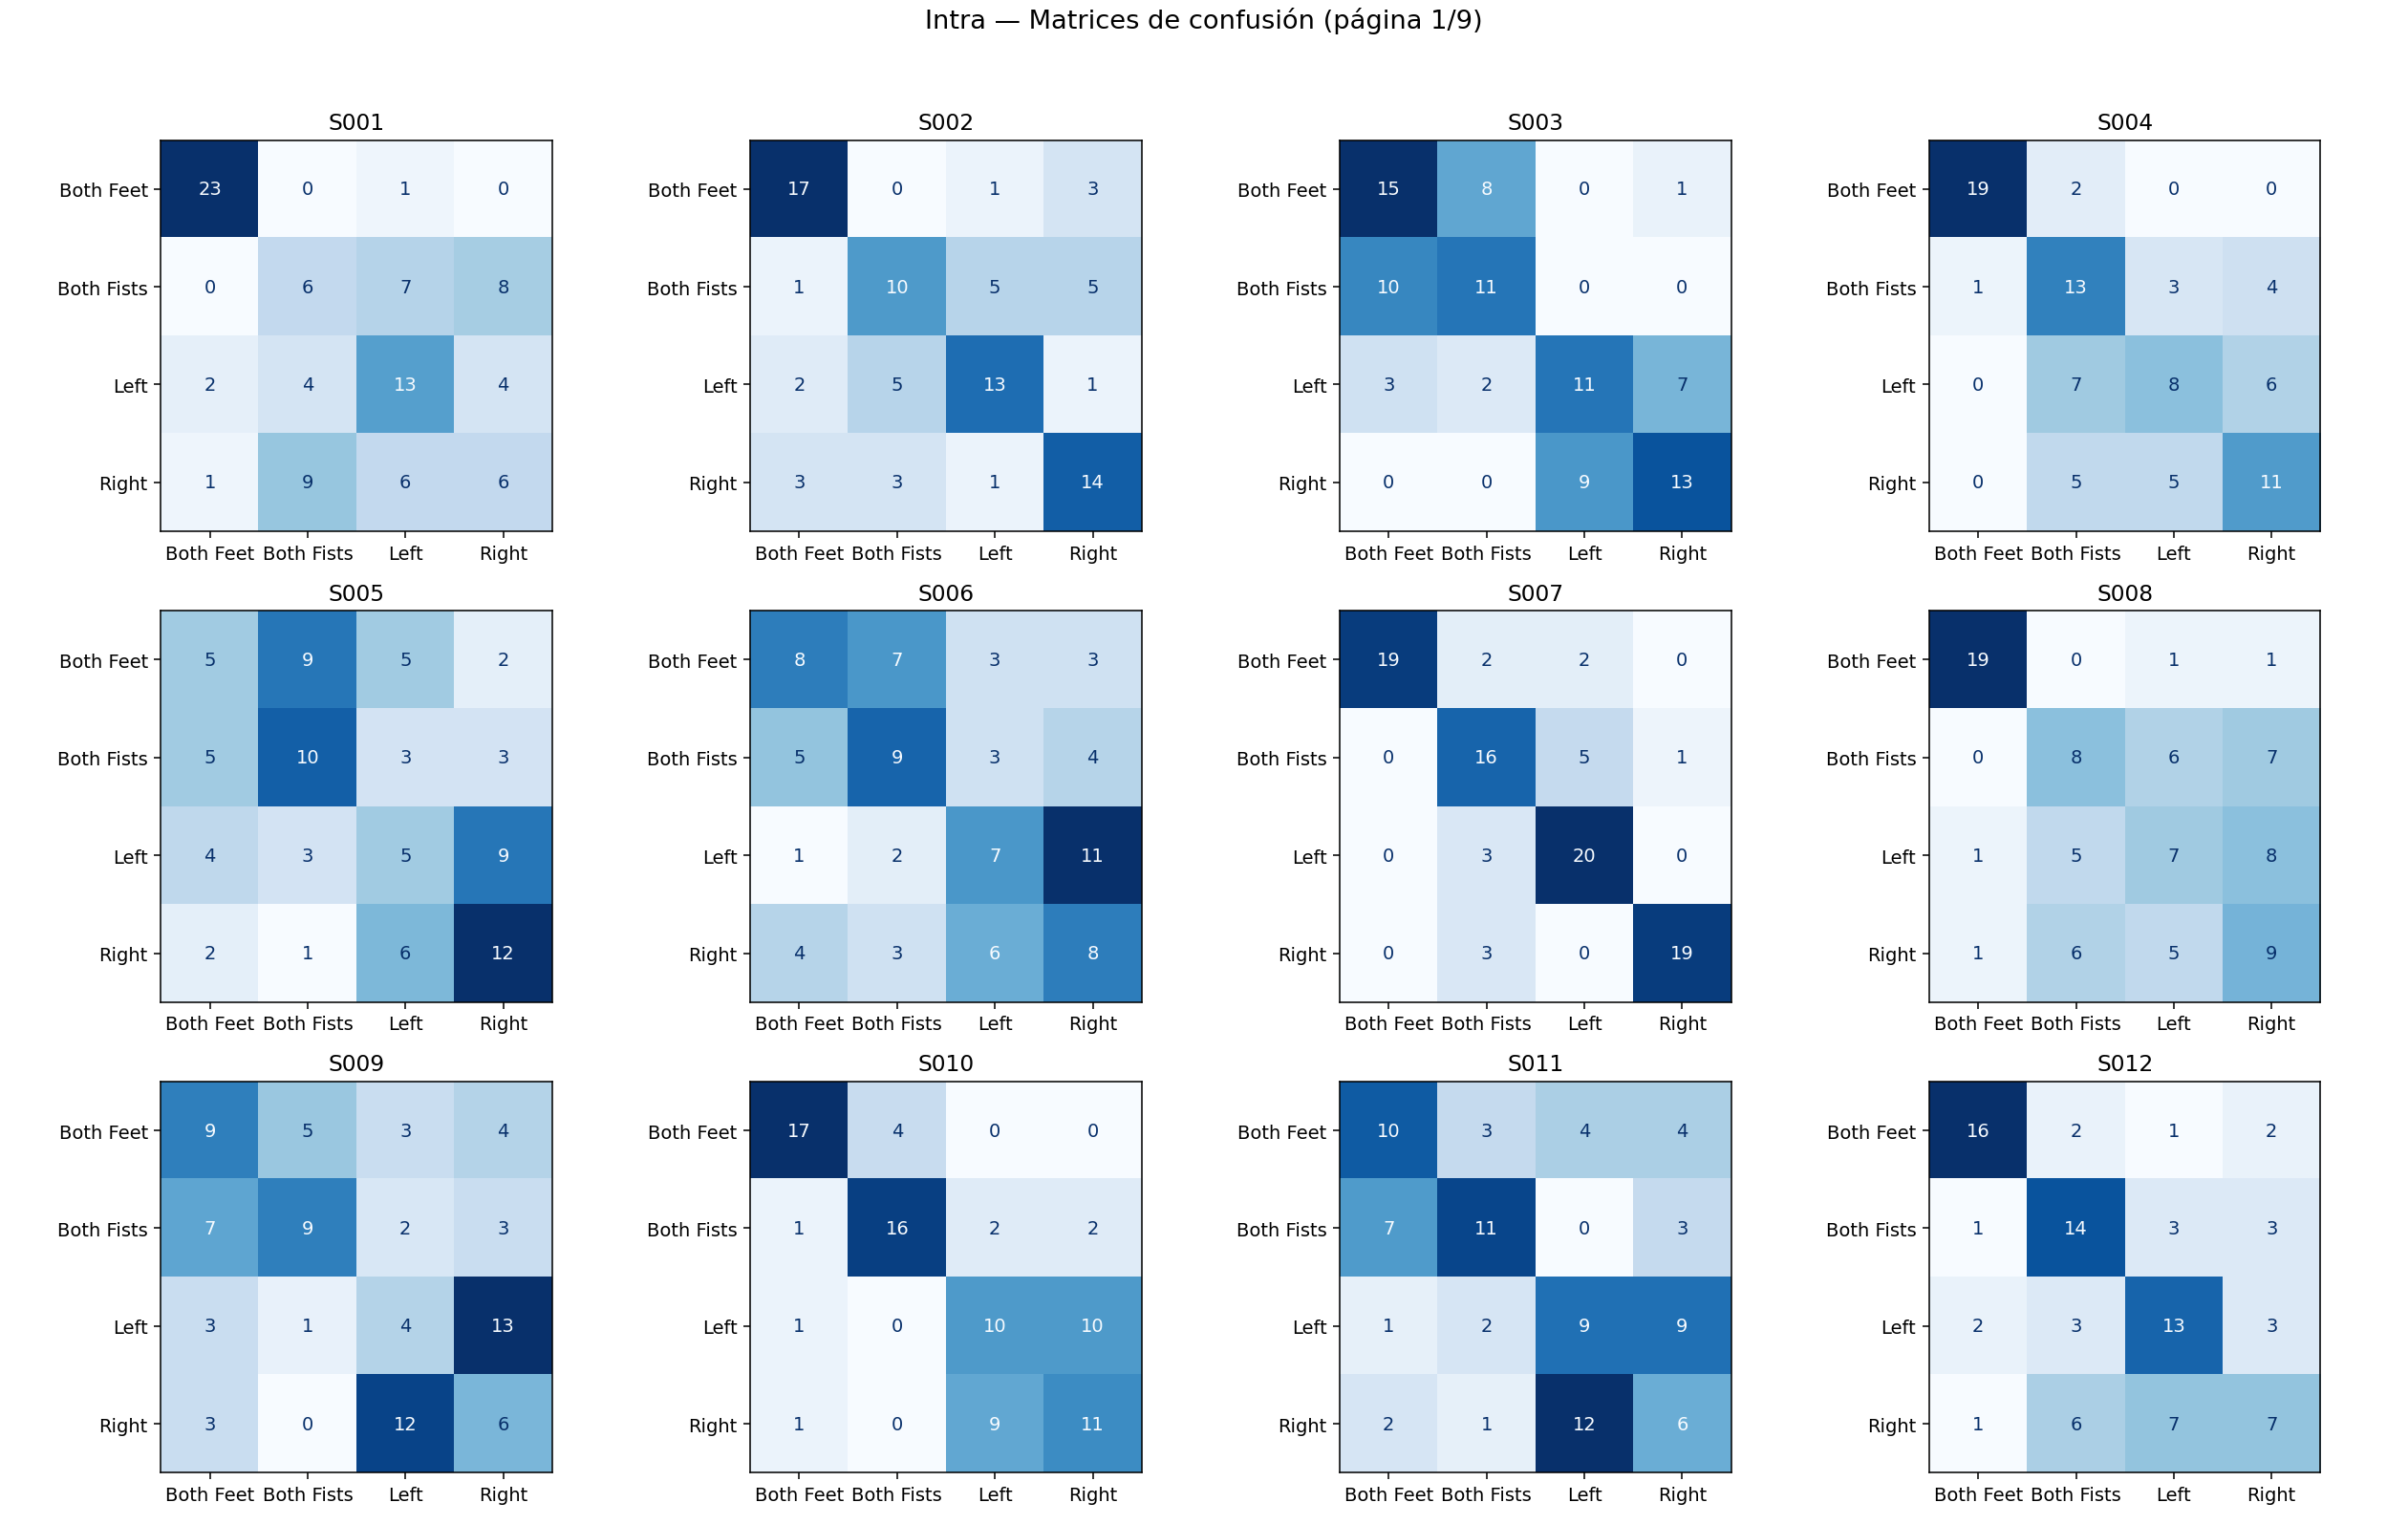 Intra — Matrices de confusión (página 1/9)
S001 S002 S003 S004
Both Feet 23 0 1 0 Both Feet 17 0 1 3 Both Feet 15 8 0 1 Both Feet 19 2 0 0
Both Fists 0 6 7 8 Both Fists 1 10 5 5 Both Fists 10 11 0 0 Both Fists 1 13 3 4
Left 2 4 13 4 Left 2 5 13 1 Left 3 2 11 7 Left 0 7 8 6
Right 1 9 6 6 Right 3 3 1 14 Right 0 0 9 13 Right 0 5 5 11
Both Feet Both Fists Left Right Both Feet Both Fists Left Right Both Feet Both Fists Left Right Both Feet Both Fists Left Right
S005 S006 S007 S008
Both Feet 5 9 5 2 Both Feet 8 7 3 3 Both Feet 19 2 2 0 Both Feet 19 0 1 1
Both Fists 5 10 3 3 Both Fists 5 9 3 4 Both Fists 0 16 5 1 Both Fists 0 8 6 7
Left 4 3 5 9 Left 1 2 7 11 Left 0 3 20 0 Left 1 5 7 8
Right 2 1 6 12 Right 4 3 6 8 Right 0 3 0 19 Right 1 6 5 9
Both Feet Both Fists Left Right Both Feet Both Fists Left Right Both Feet Both Fists Left Right Both Feet Both Fists Left Right
S009 S010 S011 S012
Both Feet 9 5 3 4 Both Feet 17 4 0 0 Both Feet 10 3 4 4 Both Feet 16 2 1 2
Both Fists 7 9 2 3 Both Fists 1 16 2 2 Both Fists 7 11 0 3 Both Fists 1 14 3 3
Left 3 1 4 13 Left 1 0 10 10 Left 1 2 9 9 Left 2 3 13 3
Right 3 0 12 6 Right 1 0 9 11 Right 2 1 12 6 Right 1 6 7 7
Both Feet Both Fists Left Right Both Feet Both Fists Left Right Both Feet Both Fists Left Right Both Feet Both Fists Left Right